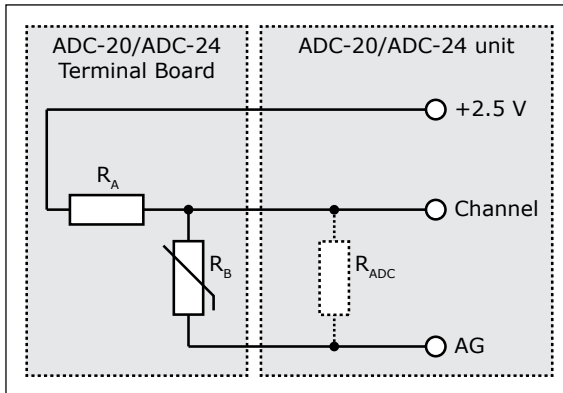 ADC-20/ADC-24
Terminal Board
ADC-20/ADC-24 unit
+2.5 V
RA
Channel
RB
RADC
AG